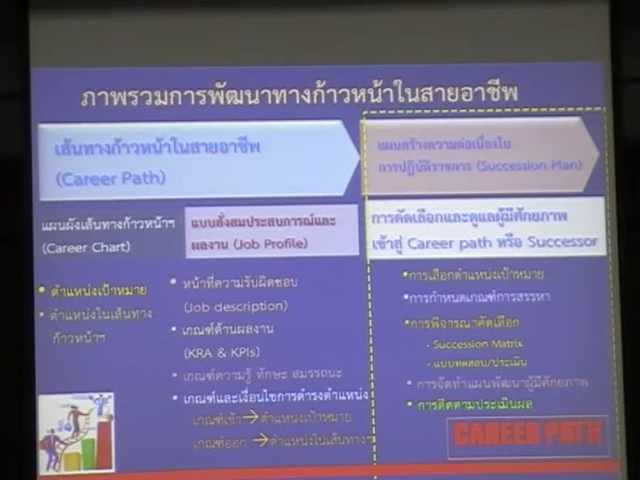 ภาพรวมการพัฒนาทางก้าวหน้าในสายอาชีพ
เส้นทางก้าวหน้าในสายอาชีพ
(Career Path)
แผนสร้างความต่อเนื่องใน
การปฏิบัติราชการ (Succession Plan)
แผนผังเส้นทางก้าวหน้าฯ
(Career Chart)
แบบสั่งสมประสบการณ์และ
ผลงาน (Job Profile)
การคัดเลือกและดูแลผู้มีศักยภาพ
เข้าสู่ Career path หรือ Successor
• ตำแหน่งเป้าหมาย
• ตำแหน่งในเส้นทาง
ก้าวหน้าฯ
• หน้าที่ความรับผิดชอบ
(Job description)
• เกณฑ์ด้านผลงาน
(KRA & KPIs)
• เกณฑ์ความรู้ ทักษะ สมรรถนะ
• เกณฑ์และเงื่อนไขการดำรงตำแหน่ง
เกณฑ์เข้า → ตำแหน่งเป้าหมาย
เกณฑ์ออก → ตำแหน่งในเส้นทางฯ
• การเลือกตำแหน่งเป้าหมาย
• การกำหนดเกณฑ์การสรรหา
• การพิจารณาคัดเลือก
- Succession Matrix
- แบบทดสอบ/ประเมิน
• การจัดทำแผนพัฒนาผู้มีศักยภาพ
• การติดตามประเมินผล
CAREER PATH